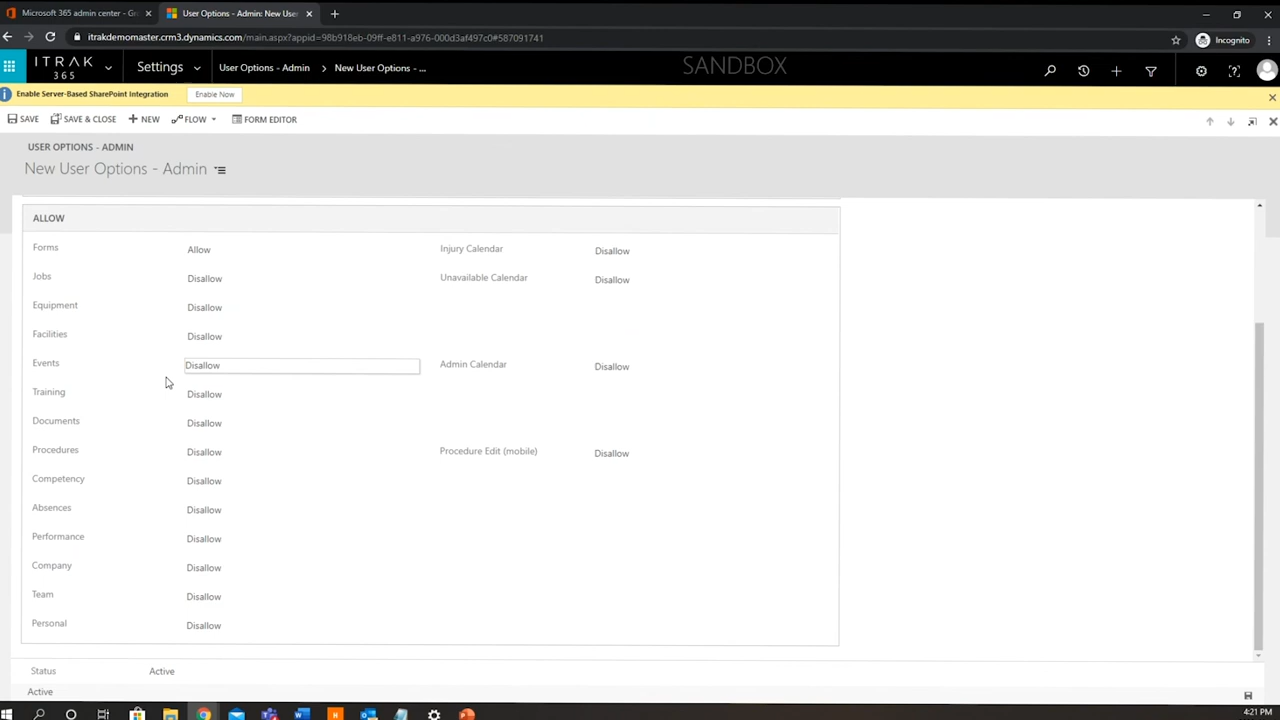 Microsoft 365 admin center - Gr
User Options - Admin: New User
itrakdemomaster.crm3.dynamics.com/main.aspx?appid=98b918eb-09ff-e811-a976-000d3af497c0#587091741
Incognito
ITRAK
365
Settings
User Options - Admin
New User Options - ...
SANDBOX
Enable Server-Based SharePoint Integration
Enable Now
SAVE
SAVE & CLOSE
NEW
FLOW
FORM EDITOR
USER OPTIONS - ADMIN
New User Options - Admin
ALLOW
Forms Allow Injury Calendar Disallow
Jobs Disallow Unavailable Calendar Disallow
Equipment Disallow
Facilities Disallow
Events Disallow Admin Calendar Disallow
Training Disallow
Documents Disallow
Procedures Disallow Procedure Edit (mobile) Disallow
Competency Disallow
Absences Disallow
Performance Disallow
Company Disallow
Team Disallow
Personal Disallow
Status Active
Active
4:21 PM